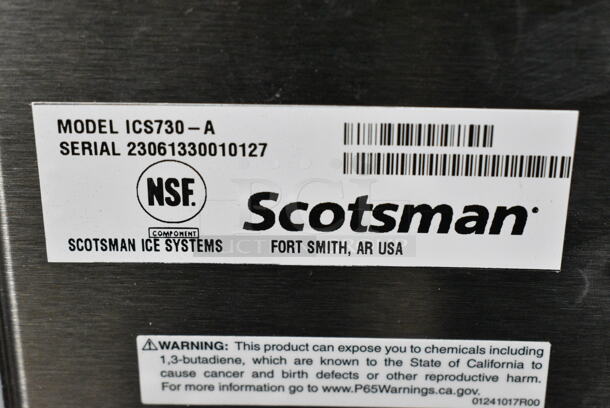 MODEL ICS730-A
SERIAL 23061330010127
NSF.
COMPONENT
Scotsman
SCOTSMAN ICE SYSTEMS
FORT SMITH, AR USA
⚠WARNING: This product can expose you to chemicals including
1,3-butadiene, which are known to the State of California to
cause cancer and birth defects or other reproductive harm.
For more information go to www.P65Warnings.ca.gov.
01241017R00